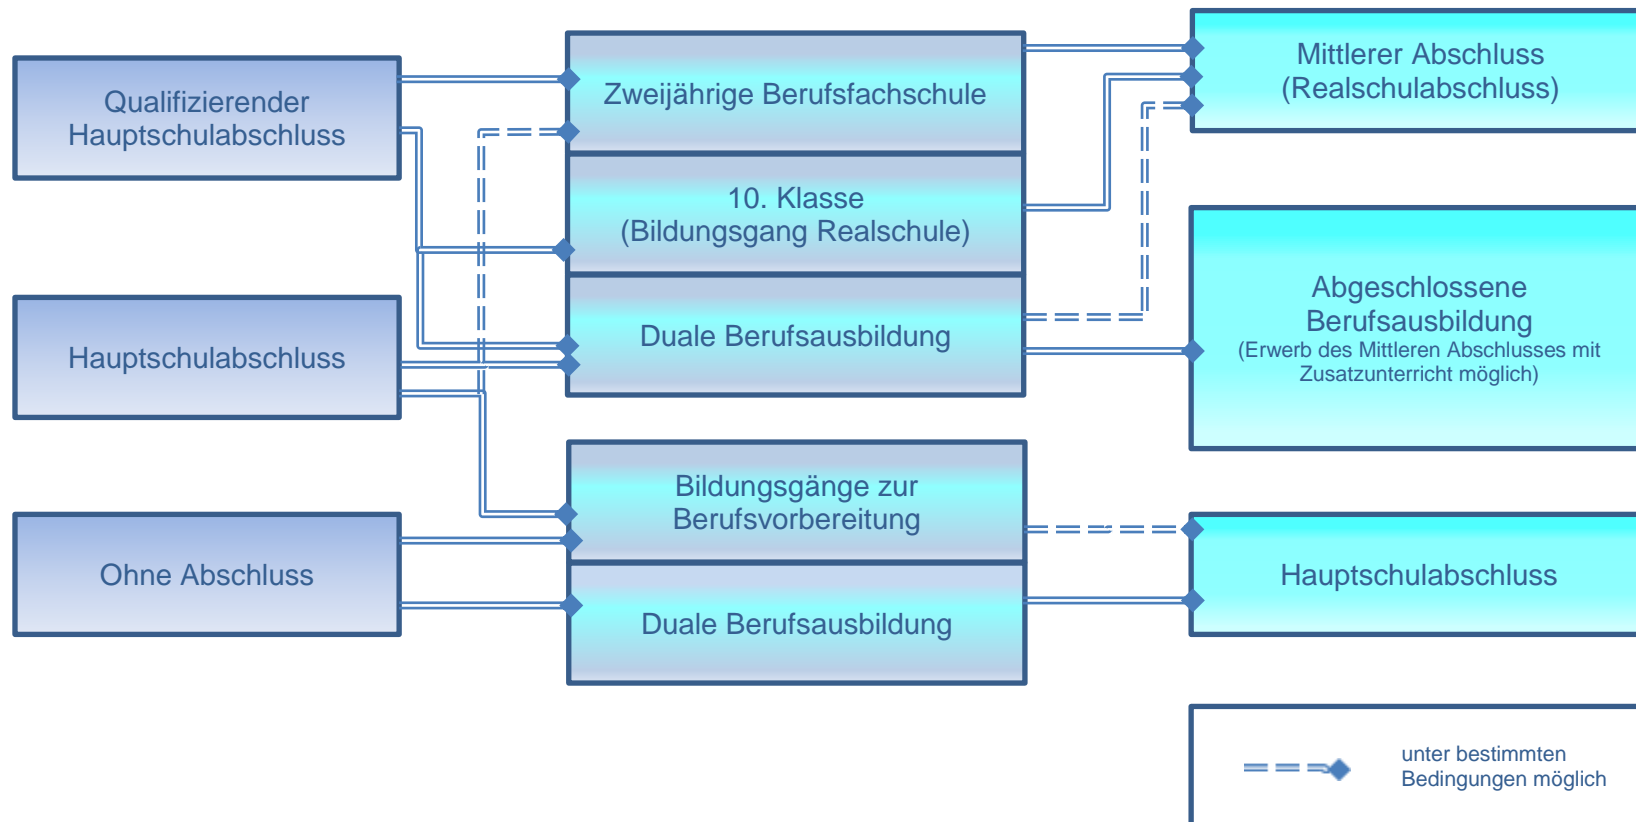 Qualifizierender
Hauptschulabschluss
Hauptschulabschluss
Ohne Abschluss
Zweijährige Berufsfachschule
10. Klasse
(Bildungsgang Realschule)
Duale Berufsausbildung
Bildungsgänge zur
Berufsvorbereitung
Duale Berufsausbildung
Mittlerer Abschluss
(Realschulabschluss)
Abgeschlossene
Berufsausbildung
(Erwerb des Mittleren Abschlusses mit
Zusatzunterricht möglich)
Hauptschulabschluss
unter bestimmten
Bedingungen möglich